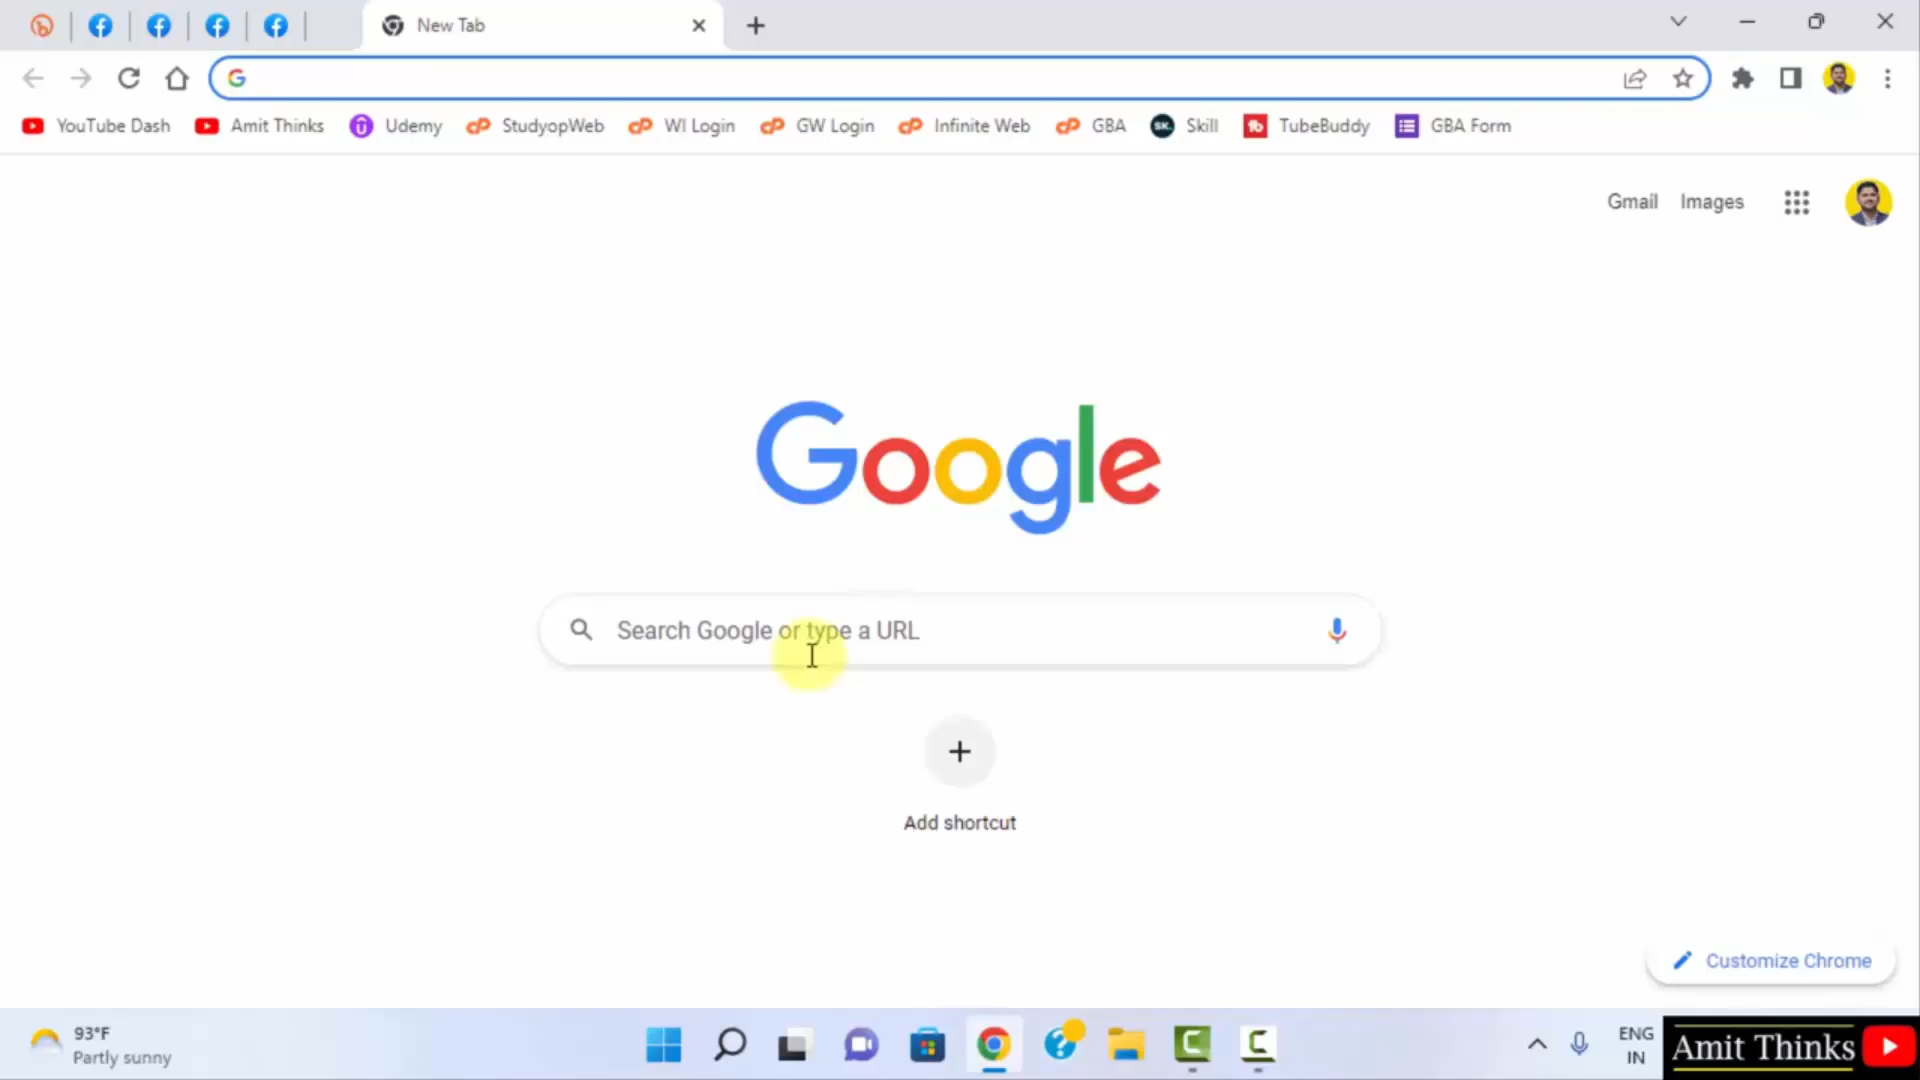 New Tab
YouTube Dash Amit Thinks Udemy StudyopWeb WI Login GW Login Infinite Web GBA Skill TubeBuddy GBA Form
Gmail Images
Google
Search Google or type a URL
Add shortcut
Customize Chrome
93°F
Partly sunny
ENG
IN
Amit Thinks